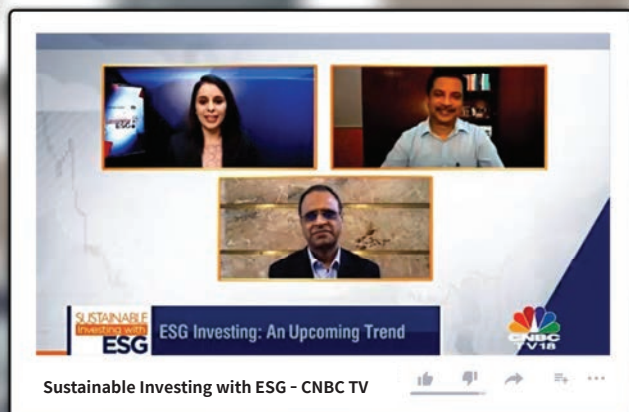 SUSTAINABLE
Investing with
ESG
ESG Investing: An Upcoming Trend
CNBC
TV18
Sustainable Investing with ESG - CNBC TV